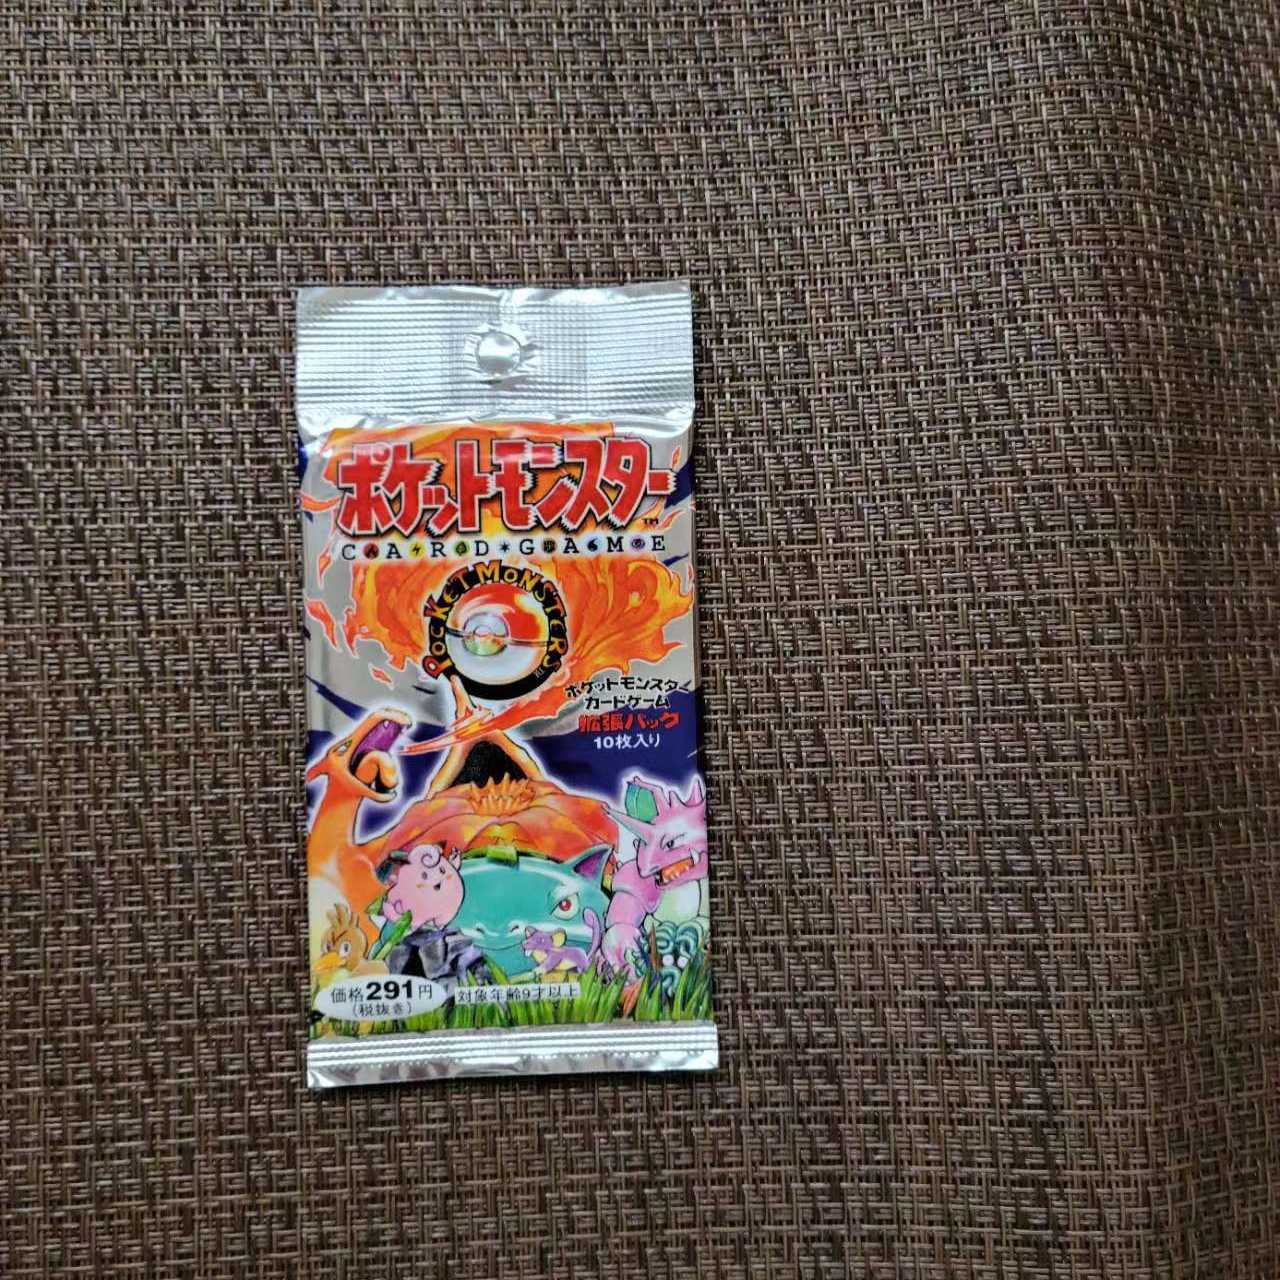 ポケットモンスター
TM
CARD GAME
POCKET MONSTERS
ポケットモンスター
カードゲーム
拡張パック
10枚入り
価格291円
(税抜き)
対象年齢9才以上